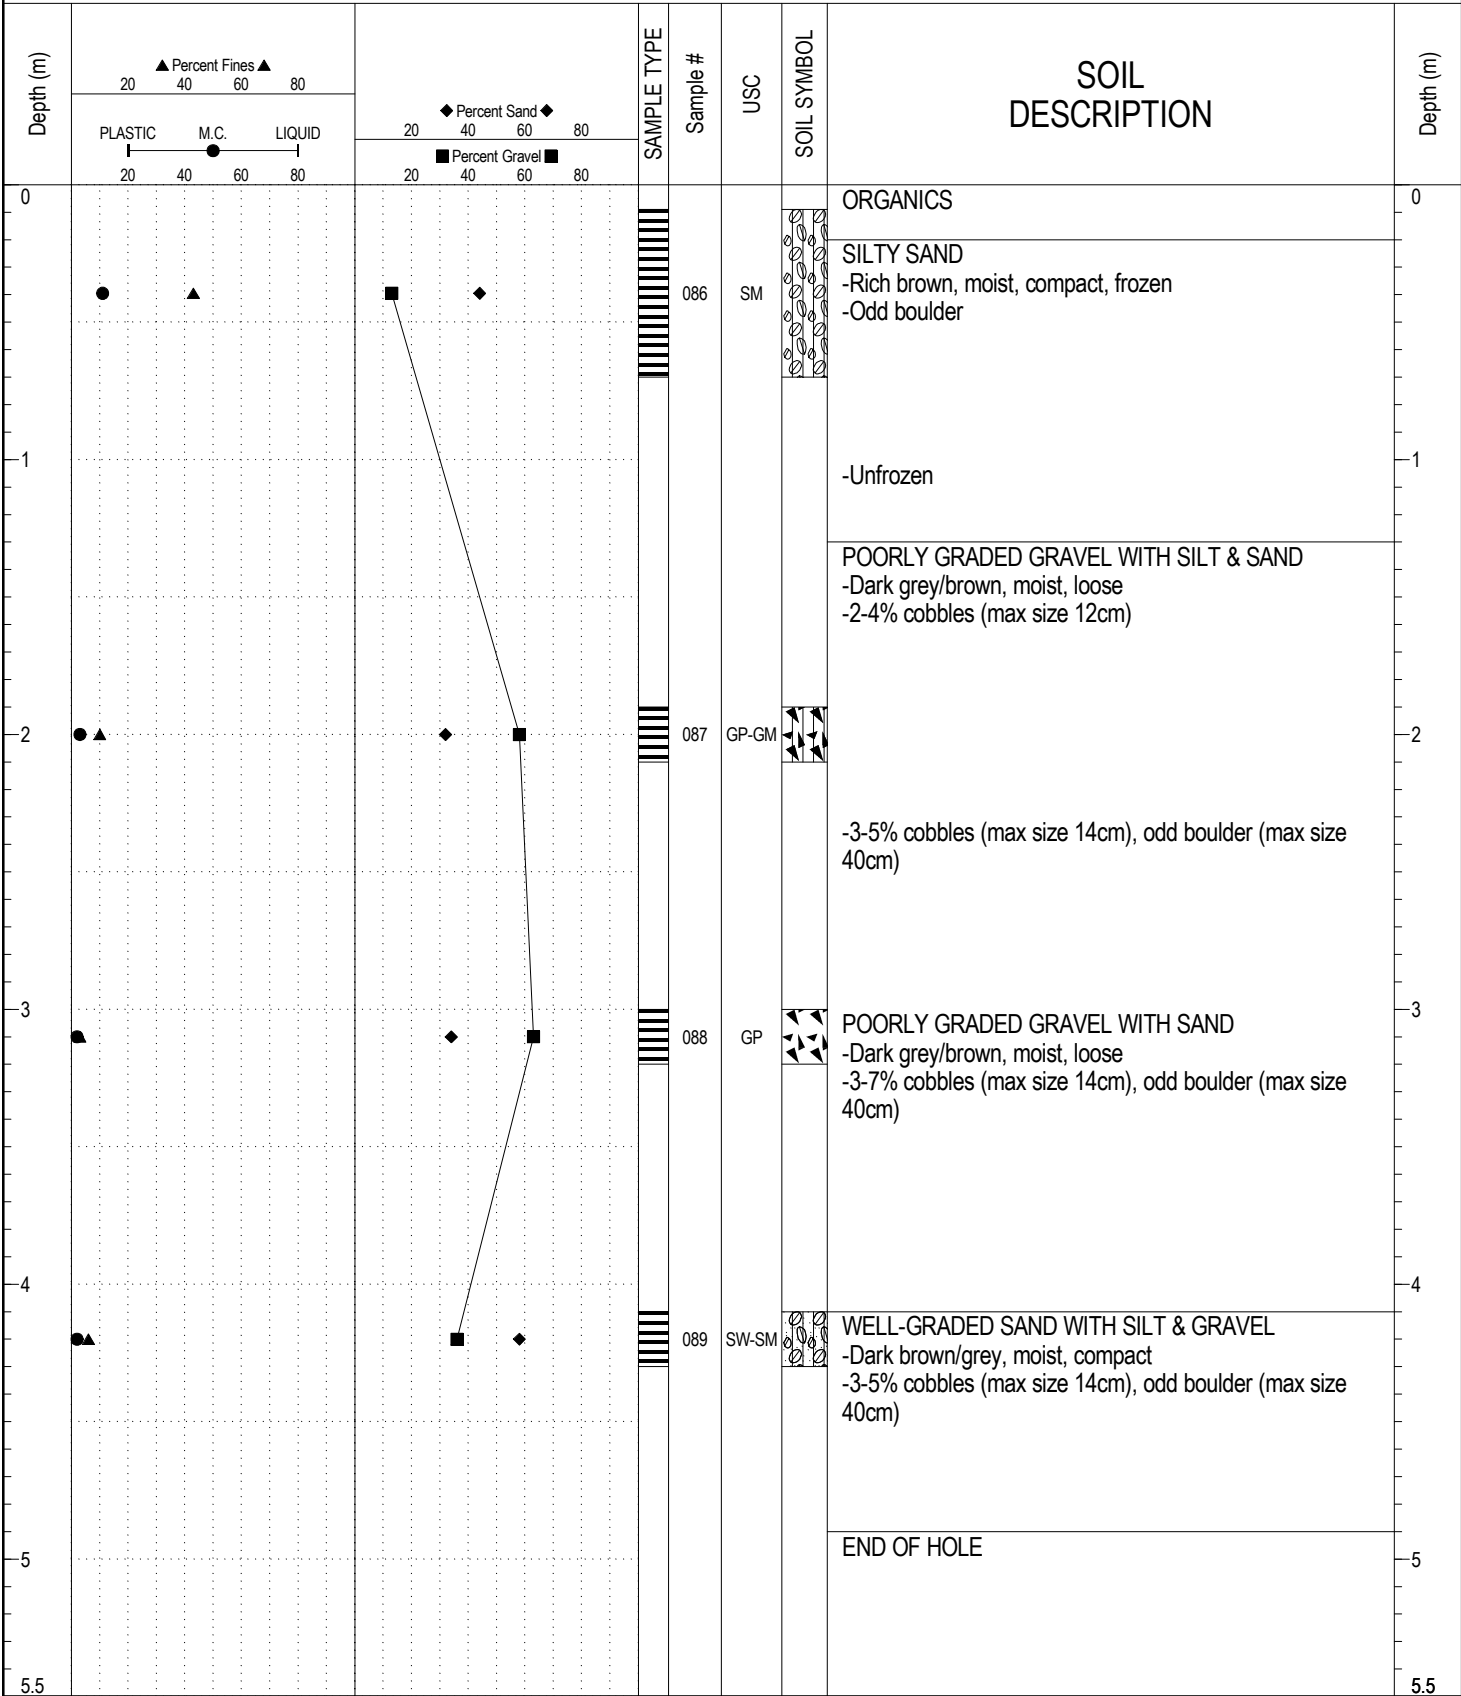 Depth (m)
▲ Percent Fines ▲
20 40 60 80
PLASTIC M.C. LIQUID
20 40 60 80
◆ Percent Sand ◆
20 40 60 80
■ Percent Gravel ■
20 40 60 80
SAMPLE TYPE
Sample #
USC
SOIL SYMBOL
SOIL
DESCRIPTION
Depth (m)
0 0
ORGANICS
SILTY SAND
-Rich brown, moist, compact, frozen
086 SM
-Odd boulder
1 1
-Unfrozen
POORLY GRADED GRAVEL WITH SILT & SAND
-Dark grey/brown, moist, loose
-2-4% cobbles (max size 12cm)
2 087 GP-GM 2
-3-5% cobbles (max size 14cm), odd boulder (max size
40cm)
3 3
POORLY GRADED GRAVEL WITH SAND
088 GP
-Dark grey/brown, moist, loose
-3-7% cobbles (max size 14cm), odd boulder (max size
40cm)
4 4
WELL-GRADED SAND WITH SILT & GRAVEL
089 SW-SM
-Dark brown/grey, moist, compact
-3-5% cobbles (max size 14cm), odd boulder (max size
40cm)
END OF HOLE
5 5
5.5 5.5